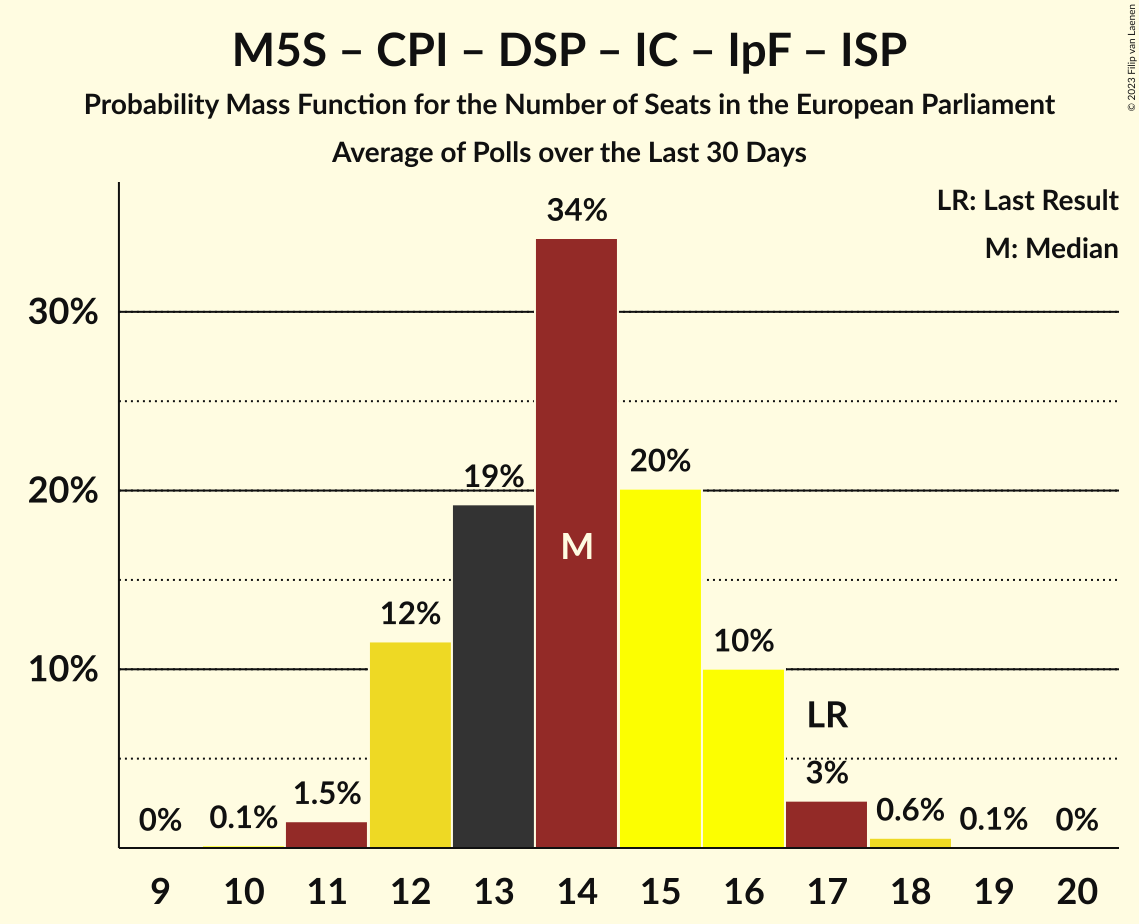 M5S – CPI – DSP – IC – IpF – ISP
Probability Mass Function for the Number of Seats in the European Parliament
Average of Polls over the Last 30 Days
© 2023 Filip van Laenen
LR: Last Result
M: Median
30%
20%
10%
0%
0.1%
1.5%
12%
19%
34%
M
20%
10%
LR
3%
0.6%
0.1%
0%
9 10 11 12 13 14 15 16 17 18 19 20